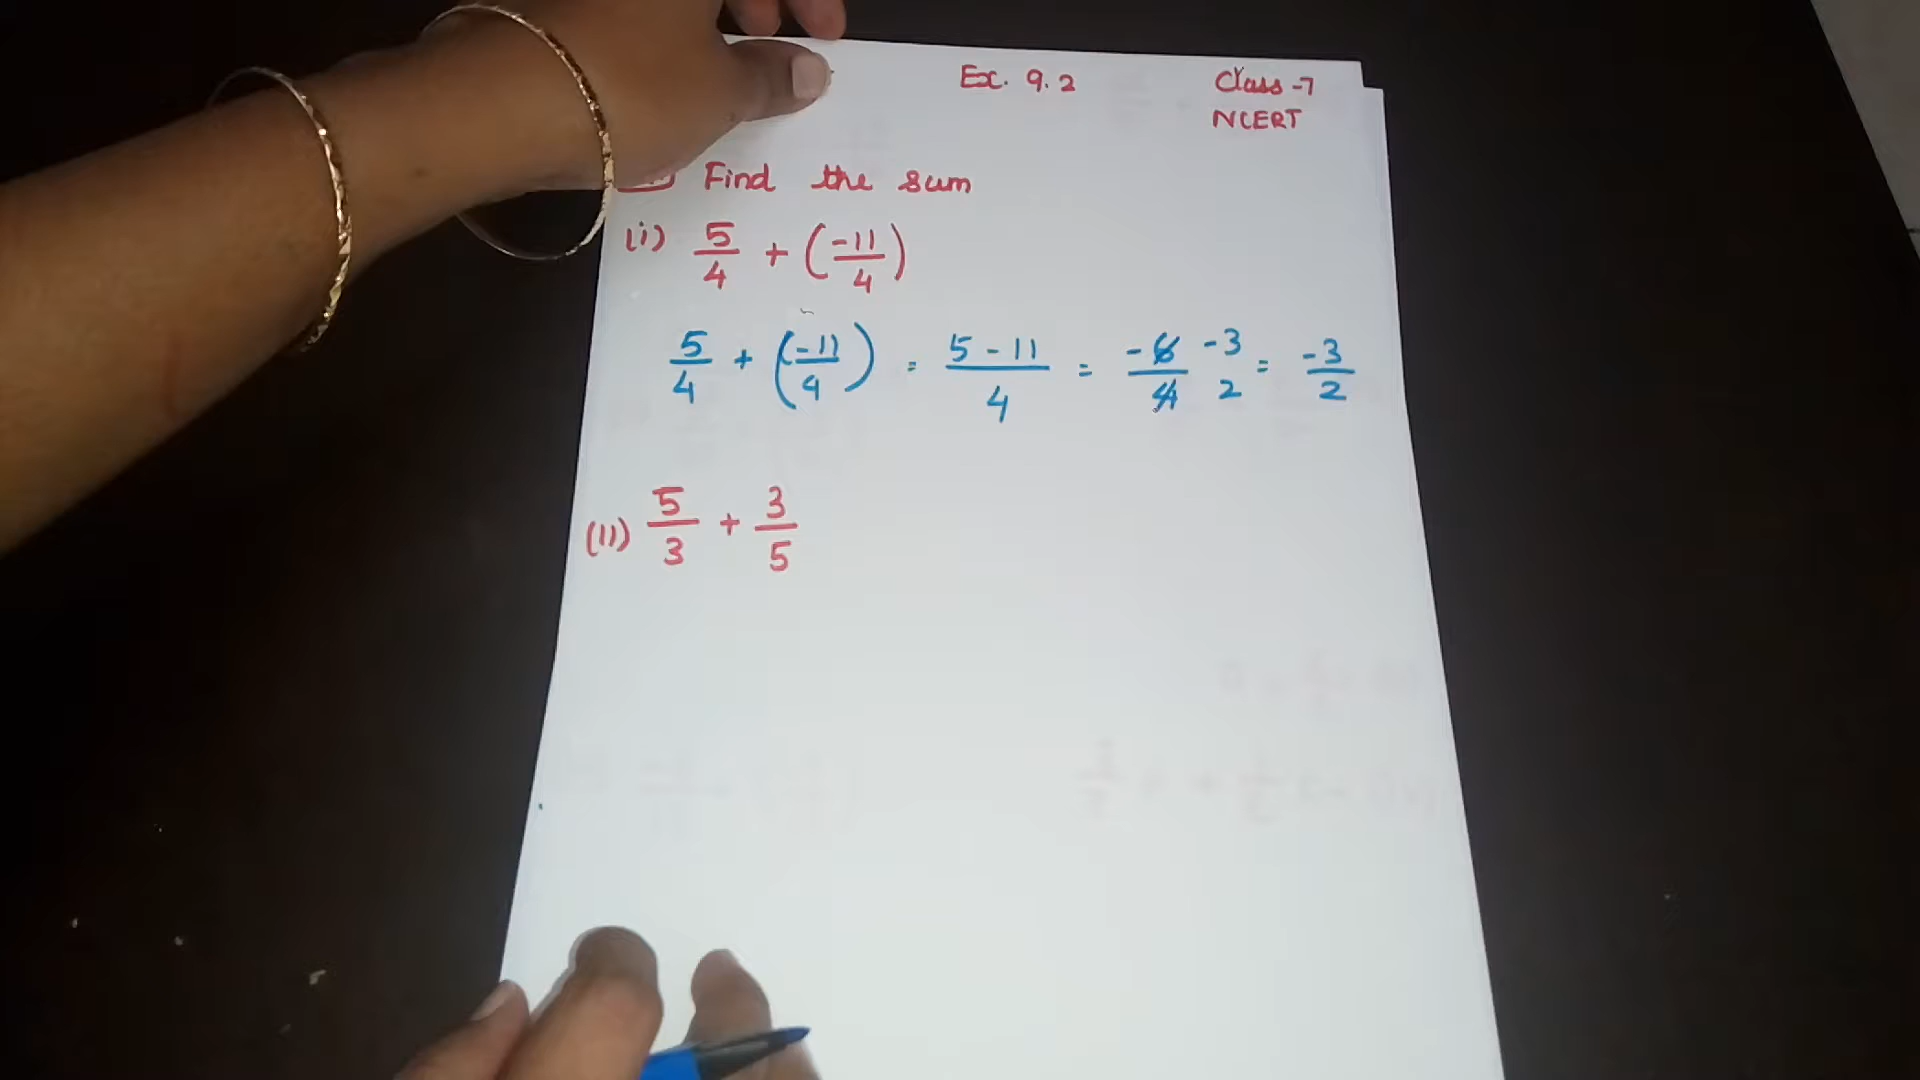 Ex. 9.2
Class-7
NCERT
Find the sum
(i) 5/4 + (-11/4)
5/4 + (-11/4) = 5-11/4 = -6/4 -3/2 = -3/2
(11) 5/3 + 3/5